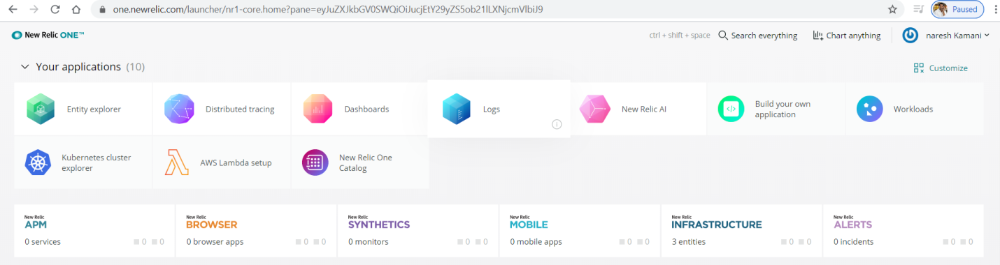 one.newrelic.com/launcher/nr1-core.home?pane=eyJuZXJkbGV0SWQiOiJucjEtY29yZS5ob21lLXNjcmVlbiJ9
Paused
New Relic ONE™
ctrl + shift + space
Search everything
Chart anything
naresh Kamani
Your applications (10)
Customize
Entity explorer
Distributed tracing
Dashboards
Logs
New Relic AI
Build your own
application
Workloads
Kubernetes cluster
explorer
AWS Lambda setup
New Relic One
Catalog
New Relic
APM
0 services
0 0
New Relic
BROWSER
0 browser apps
0 0
New Relic
SYNTHETICS
0 monitors
0 0
New Relic
MOBILE
0 mobile apps
0 0
New Relic
INFRASTRUCTURE
3 entities
0 0
New Relic
ALERTS
0 incidents
0 0